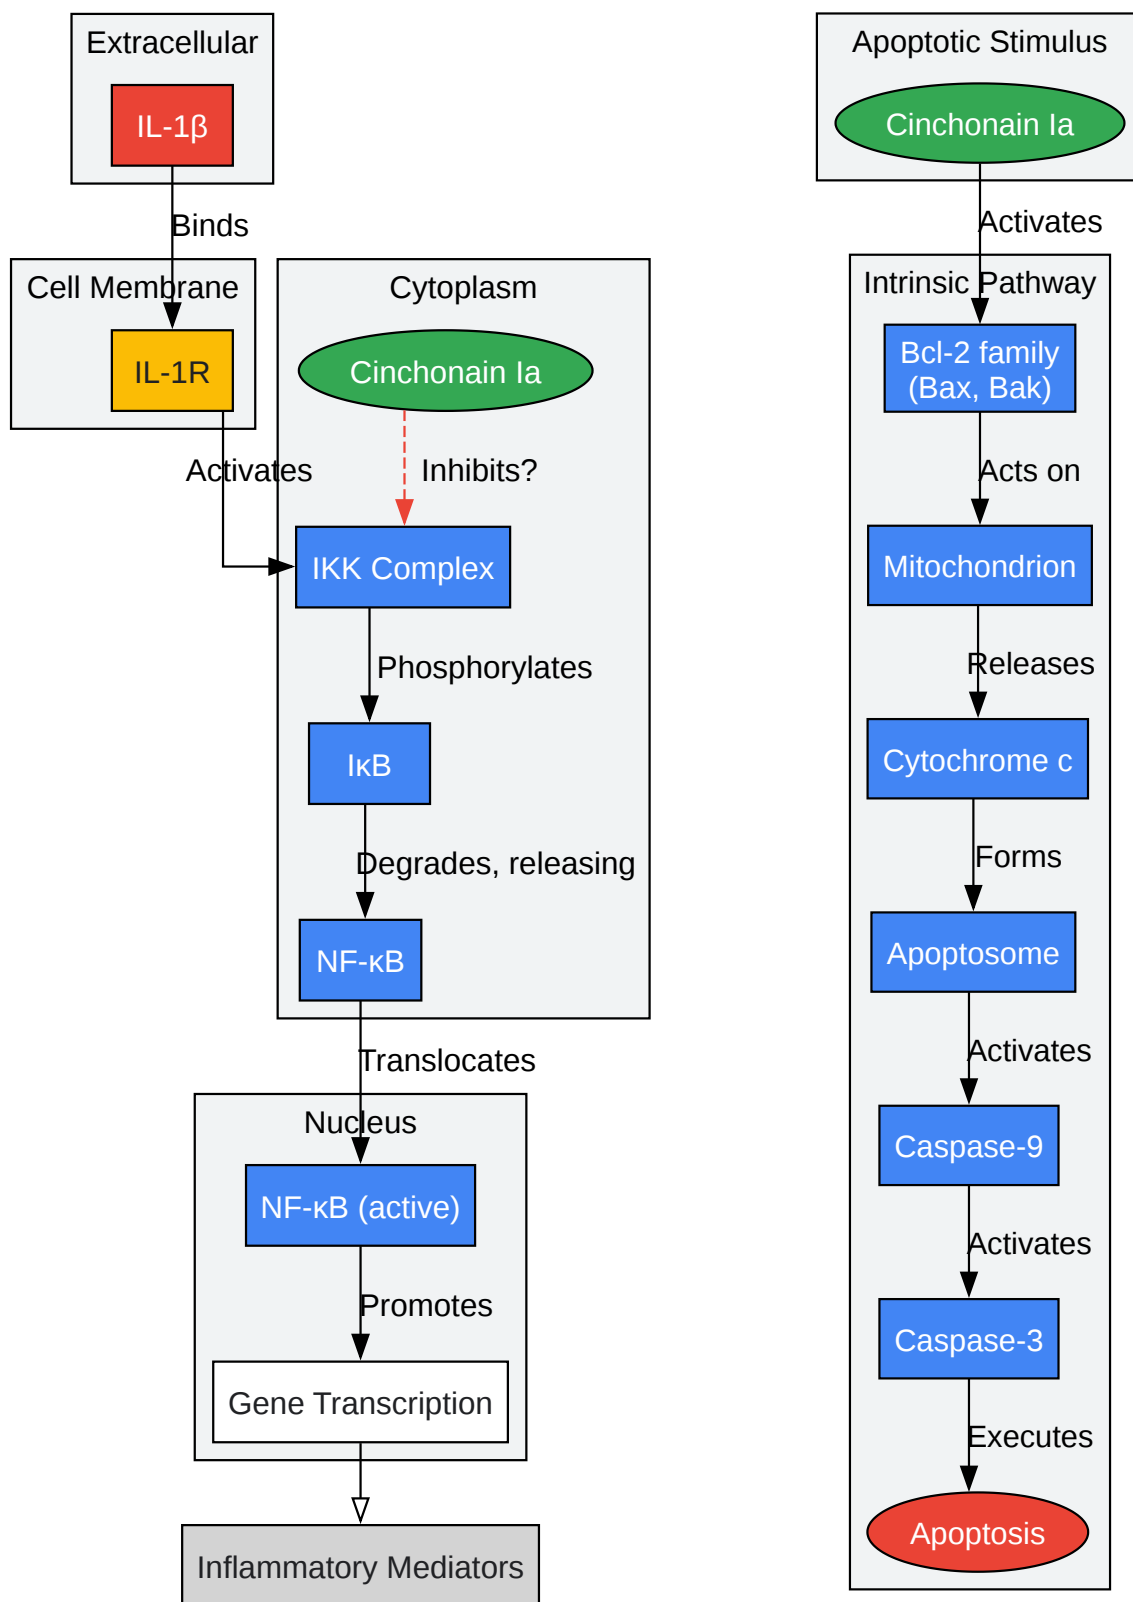 Extracellular
IL-1β
Binds
Cell Membrane
IL-1R
Activates
Cytoplasm
Cinchonain Ia
Inhibits?
IKK Complex
Phosphorylates
IκB
Degrades, releasing
NF-κB
Translocates
Nucleus
NF-κB (active)
Promotes
Gene Transcription
Inflammatory Mediators
Apoptotic Stimulus
Cinchonain Ia
Activates
Intrinsic Pathway
Bcl-2 family
(Bax, Bak)
Acts on
Mitochondrion
Releases
Cytochrome c
Forms
Apoptosome
Activates
Caspase-9
Activates
Caspase-3
Executes
Apoptosis